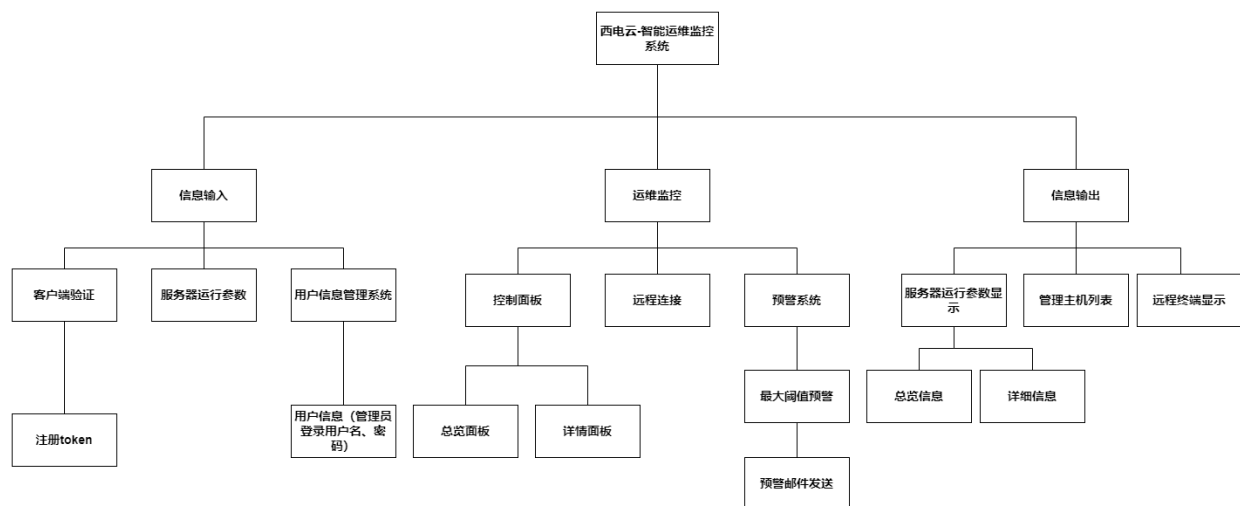 西电云-智能运维监控
系统
信息输入
运维监控
信息输出
客户端验证
服务器运行参数
用户信息管理系统
控制面板
远程连接
预警系统
服务器运行参数显
示
管理主机列表
远程终端显示
注册token
用户信息（管理员
登录用户名、密
码）
总览面板
详情面板
最大阈值预警
总览信息
详细信息
预警邮件发送